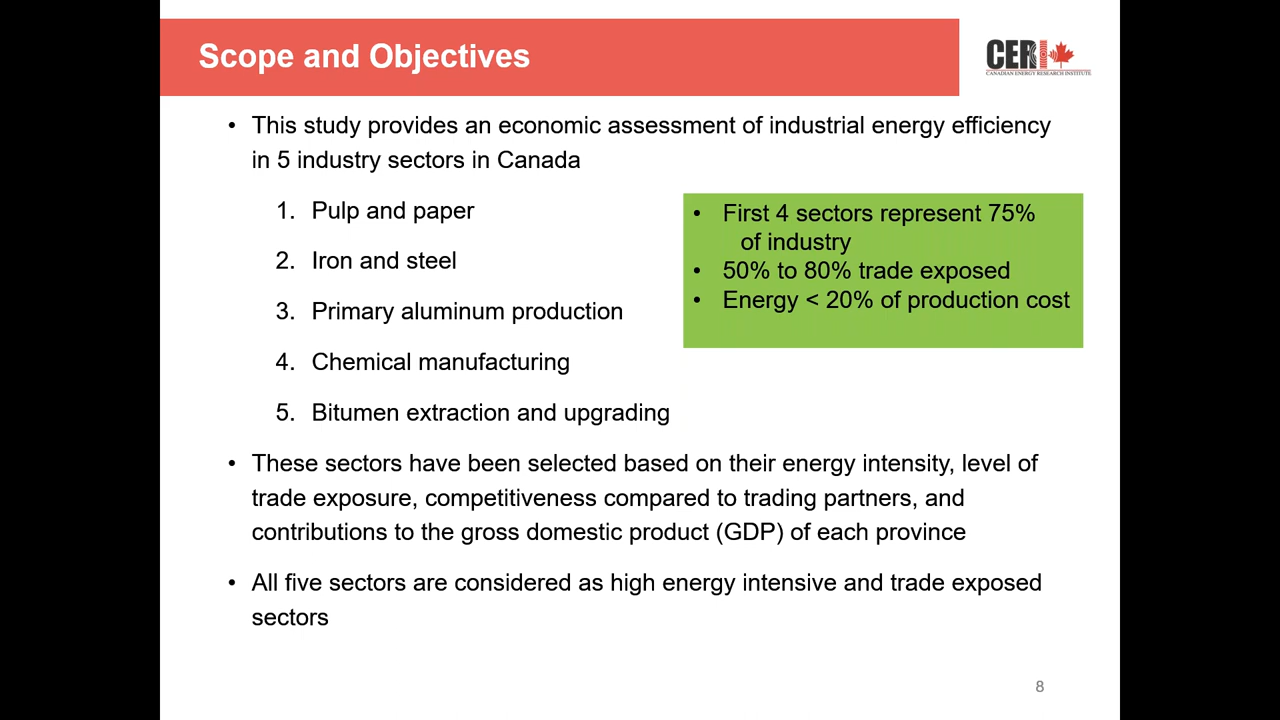 Scope and Objectives
CERI
CANADIAN ENERGY RESEARCH INSTITUTE
• This study provides an economic assessment of industrial energy efficiency
in 5 industry sectors in Canada
1. Pulp and paper
2. Iron and steel
3. Primary aluminum production
4. Chemical manufacturing
5. Bitumen extraction and upgrading
• First 4 sectors represent 75%
of industry
• 50% to 80% trade exposed
• Energy < 20% of production cost
• These sectors have been selected based on their energy intensity, level of
trade exposure, competitiveness compared to trading partners, and
contributions to the gross domestic product (GDP) of each province
• All five sectors are considered as high energy intensive and trade exposed
sectors
8